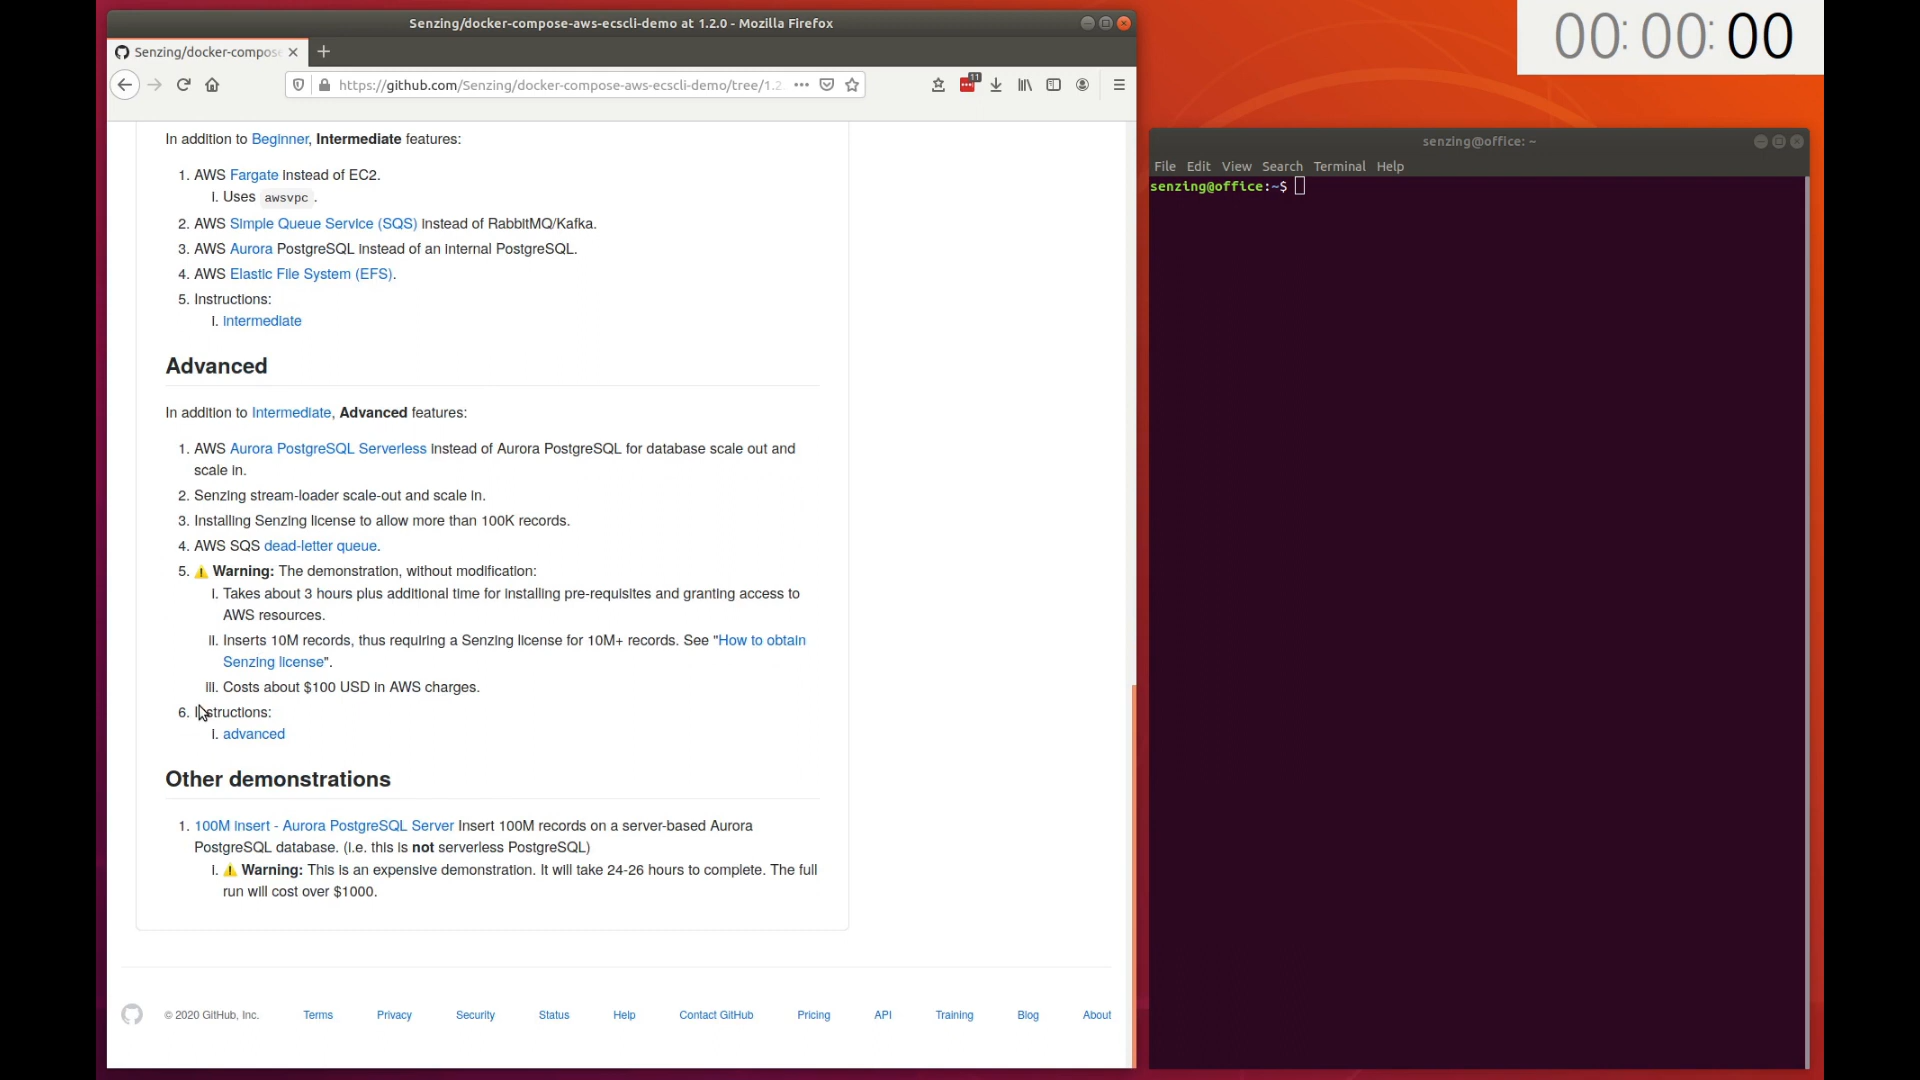 00:00:00
Senzing/docker-compose-aws-ecscli-demo at 1.2.0 - Mozilla Firefox
Senzing/docker-compose
https://github.com/Senzing/docker-compose-aws-ecscli-demo/tree/1.2.
11
In addition to Beginner, Intermediate features:
1. AWS Fargate instead of EC2.
I. Uses awsvpc.
2. AWS Simple Queue Service (SQS) instead of RabbitMQ/Kafka.
3. AWS Aurora PostgreSQL instead of an internal PostgreSQL.
4. AWS Elastic File System (EFS).
5. Instructions:
I. intermediate
Advanced
In addition to Intermediate, Advanced features:
1. AWS Aurora PostgreSQL Serverless instead of Aurora PostgreSQL for database scale out and
scale in.
2. Senzing stream-loader scale-out and scale in.
3. Installing Senzing license to allow more than 100K records.
4. AWS SQS dead-letter queue.
5. ⚠️ Warning: The demonstration, without modification:
I. Takes about 3 hours plus additional time for installing pre-requisites and granting access to
AWS resources.
II. Inserts 10M records, thus requiring a Senzing license for 10M+ records. See "How to obtain
Senzing license".
III. Costs about $100 USD in AWS charges.
6. Instructions:
I. advanced
Other demonstrations
1. 100M insert - Aurora PostgreSQL Server Insert 100M records on a server-based Aurora
PostgreSQL database. (i.e. this is not serverless PostgreSQL)
I. ⚠️ Warning: This is an expensive demonstration. It will take 24-26 hours to complete. The full
run will cost over $1000.
© 2020 GitHub, Inc. Terms Privacy Security Status Help Contact GitHub Pricing API Training Blog About
senzing@office: ~
File Edit View Search Terminal Help
senzing@office:~$